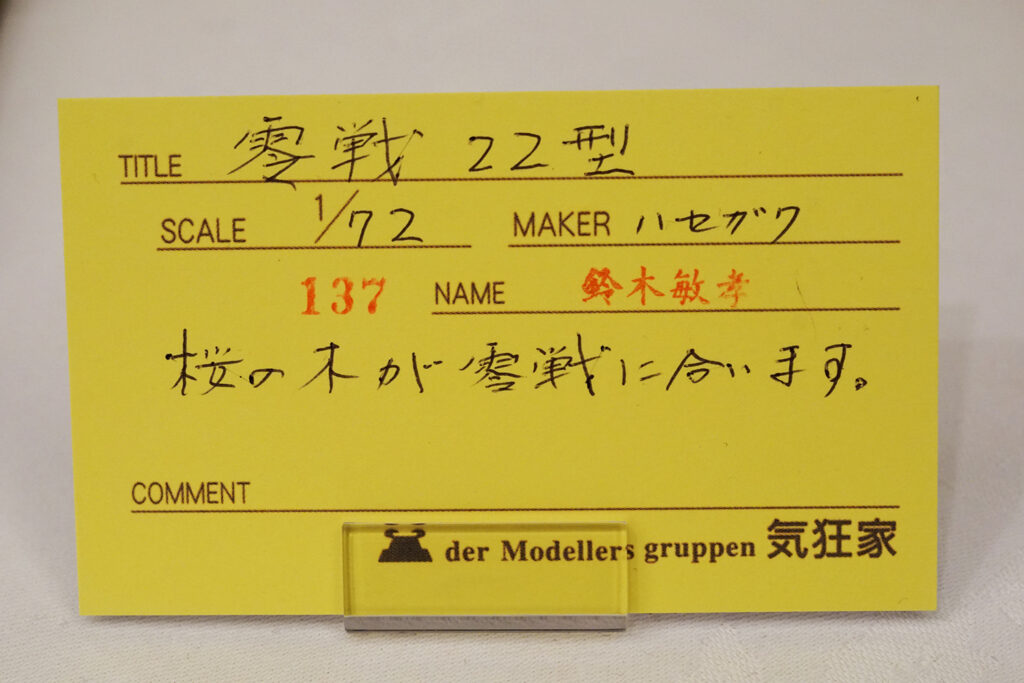 TITLE 零戦 22型
SCALE 1/72 MAKER ハセガワ
137 NAME 鈴木敏孝
桜の木が零戦に合います。
COMMENT
der Modellers gruppen 気狂家